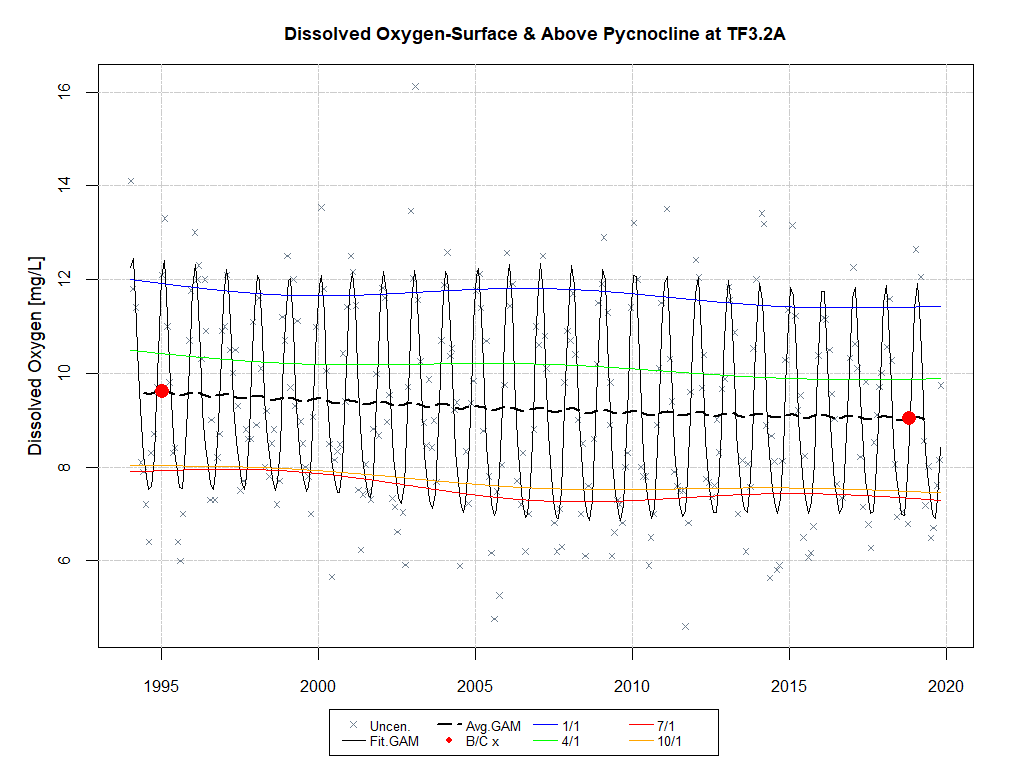 Dissolved Oxygen-Surface & Above Pycnocline at TF3.2A
Dissolved Oxygen [mg/L]
16
14
12
10
8
6
1995 2000 2005 2010 2015 2020
Uncen. Avg.GAM 1/1 7/1
Fit.GAM B/C x 4/1 10/1